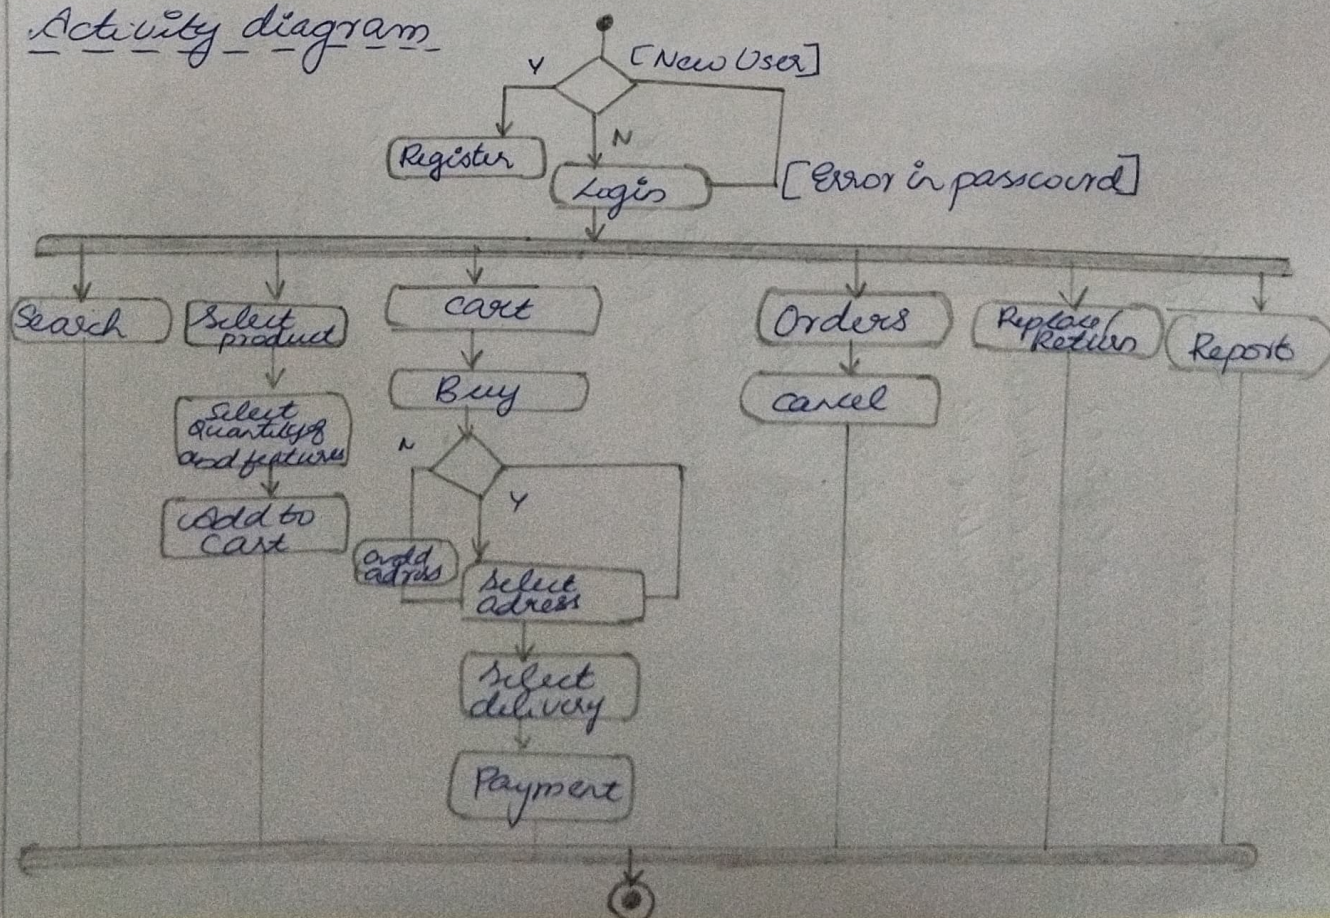 Activity diagram
[New User]
Y
N
Register
Login
[Error in password]
Search
Select
product
Cart
Orders
Replace/
Return
Report
Buy
Cancel
Select
Quantity
and features
N
Y
Add to
Cart
Add
adress
Select
adress
Select
delivery
Payment